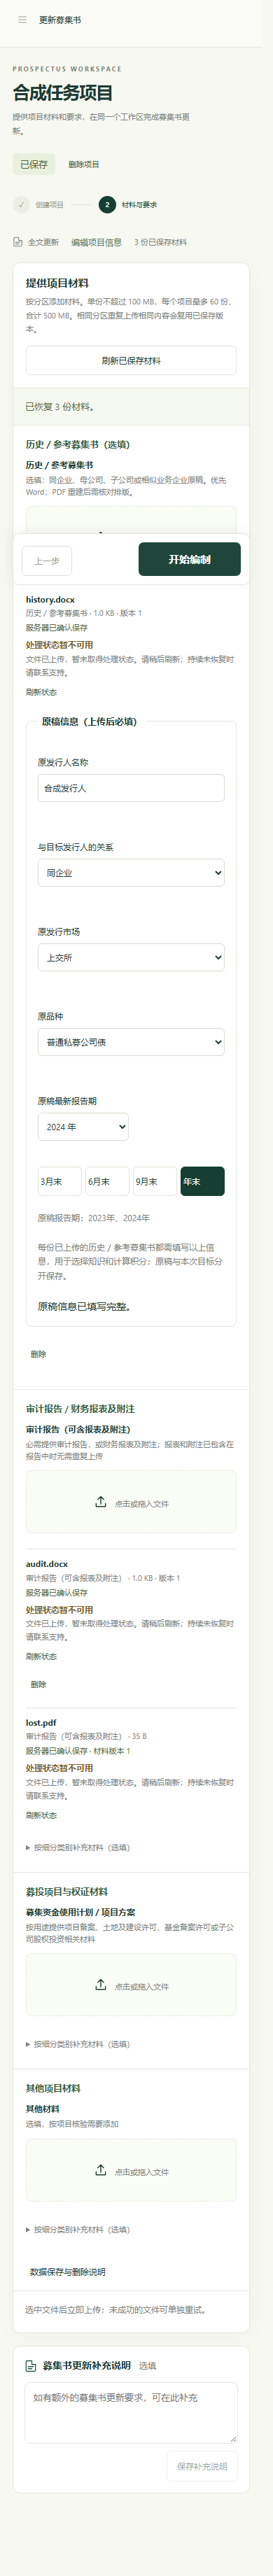 更新募集书
PROSPECTUS WORKSPACE
合成任务项目
提供项目材料和要求，在同一个工作区完成募集书更
新。
已保存
删除项目
✓ 创建项目
2 材料与要求
全文更新 编辑项目信息 3 份已保存材料
提供项目材料
按分区添加材料。单份不超过 100 MB，每个项目最多 60 份、
合计 500 MB。相同分区重复上传相同内容会复用已保存版
本。
刷新已保存材料
已恢复 3 份材料。
历史 / 参考募集书（选填）
历史 / 参考募集书
选填：同企业、母公司、子公司或相似业务企业原稿。优先
Word；PDF 重建后需核对排版。
上一步
开始编制
history.docx
历史 / 参考募集书 · 1.0 KB · 版本 1
服务器已确认保存
处理状态暂不可用
文件已上传，暂未取得处理状态。请稍后刷新；持续未恢复时
请联系支持。
刷新状态
原稿信息（上传后必填）
原发行人名称
合成发行人
与目标发行人的关系
同企业
原发行市场
上交所
原品种
普通私募公司债
原稿最新报告期
2024 年
3月末
6月末
9月末
年末
原稿报告期：2023年、2024年
每份已上传的历史 / 参考募集书都需填写以上信
息，用于选择知识和计算积分；原稿与本次目标分
开保存。
原稿信息已填写完整。
删除
审计报告 / 财务报表及附注
审计报告（可含报表及附注）
必需提供审计报告，或财务报表及附注；报表和附注已包含在
报告中时无需重复上传
点击或拖入文件
audit.docx
审计报告（可含报表及附注） · 1.0 KB · 版本 1
服务器已确认保存
处理状态暂不可用
文件已上传，暂未取得处理状态。请稍后刷新；持续未恢复时
请联系支持。
刷新状态
删除
lost.pdf
审计报告（可含报表及附注） · 35 B
服务器已确认保存 · 材料版本 1
处理状态暂不可用
文件已上传，暂未取得处理状态。请稍后刷新；持续未恢复时
请联系支持。
刷新状态
按细分类别补充材料（选填）
募投项目与权证材料
募集资金使用计划 / 项目方案
按用途提供项目备案、土地及建设许可、基金备案许可或子公
司股权投资相关材料
点击或拖入文件
按细分类别补充材料（选填）
其他项目材料
其他材料
选填，按项目核验需要添加
点击或拖入文件
按细分类别补充材料（选填）
数据保存与删除说明
选中文件后立即上传；未成功的文件可单独重试。
募集书更新补充说明 选填
如有额外的募集书更新要求，可在此补充
保存补充说明